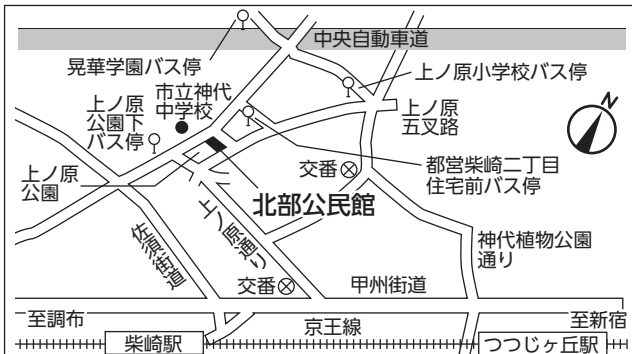 中央自動車道
晃華学園バス停
上ノ原小学校バス停
市立神代
中学校
上ノ原
公園下
バス停
上ノ原
五叉路
交番
都営柴崎二丁目
住宅前バス停
上ノ原
公園
北部公民館
上ノ原通り
佐須街道
神代植物公園
通り
交番
甲州街道
至調布
京王線
至新宿
柴崎駅
つつじヶ丘駅